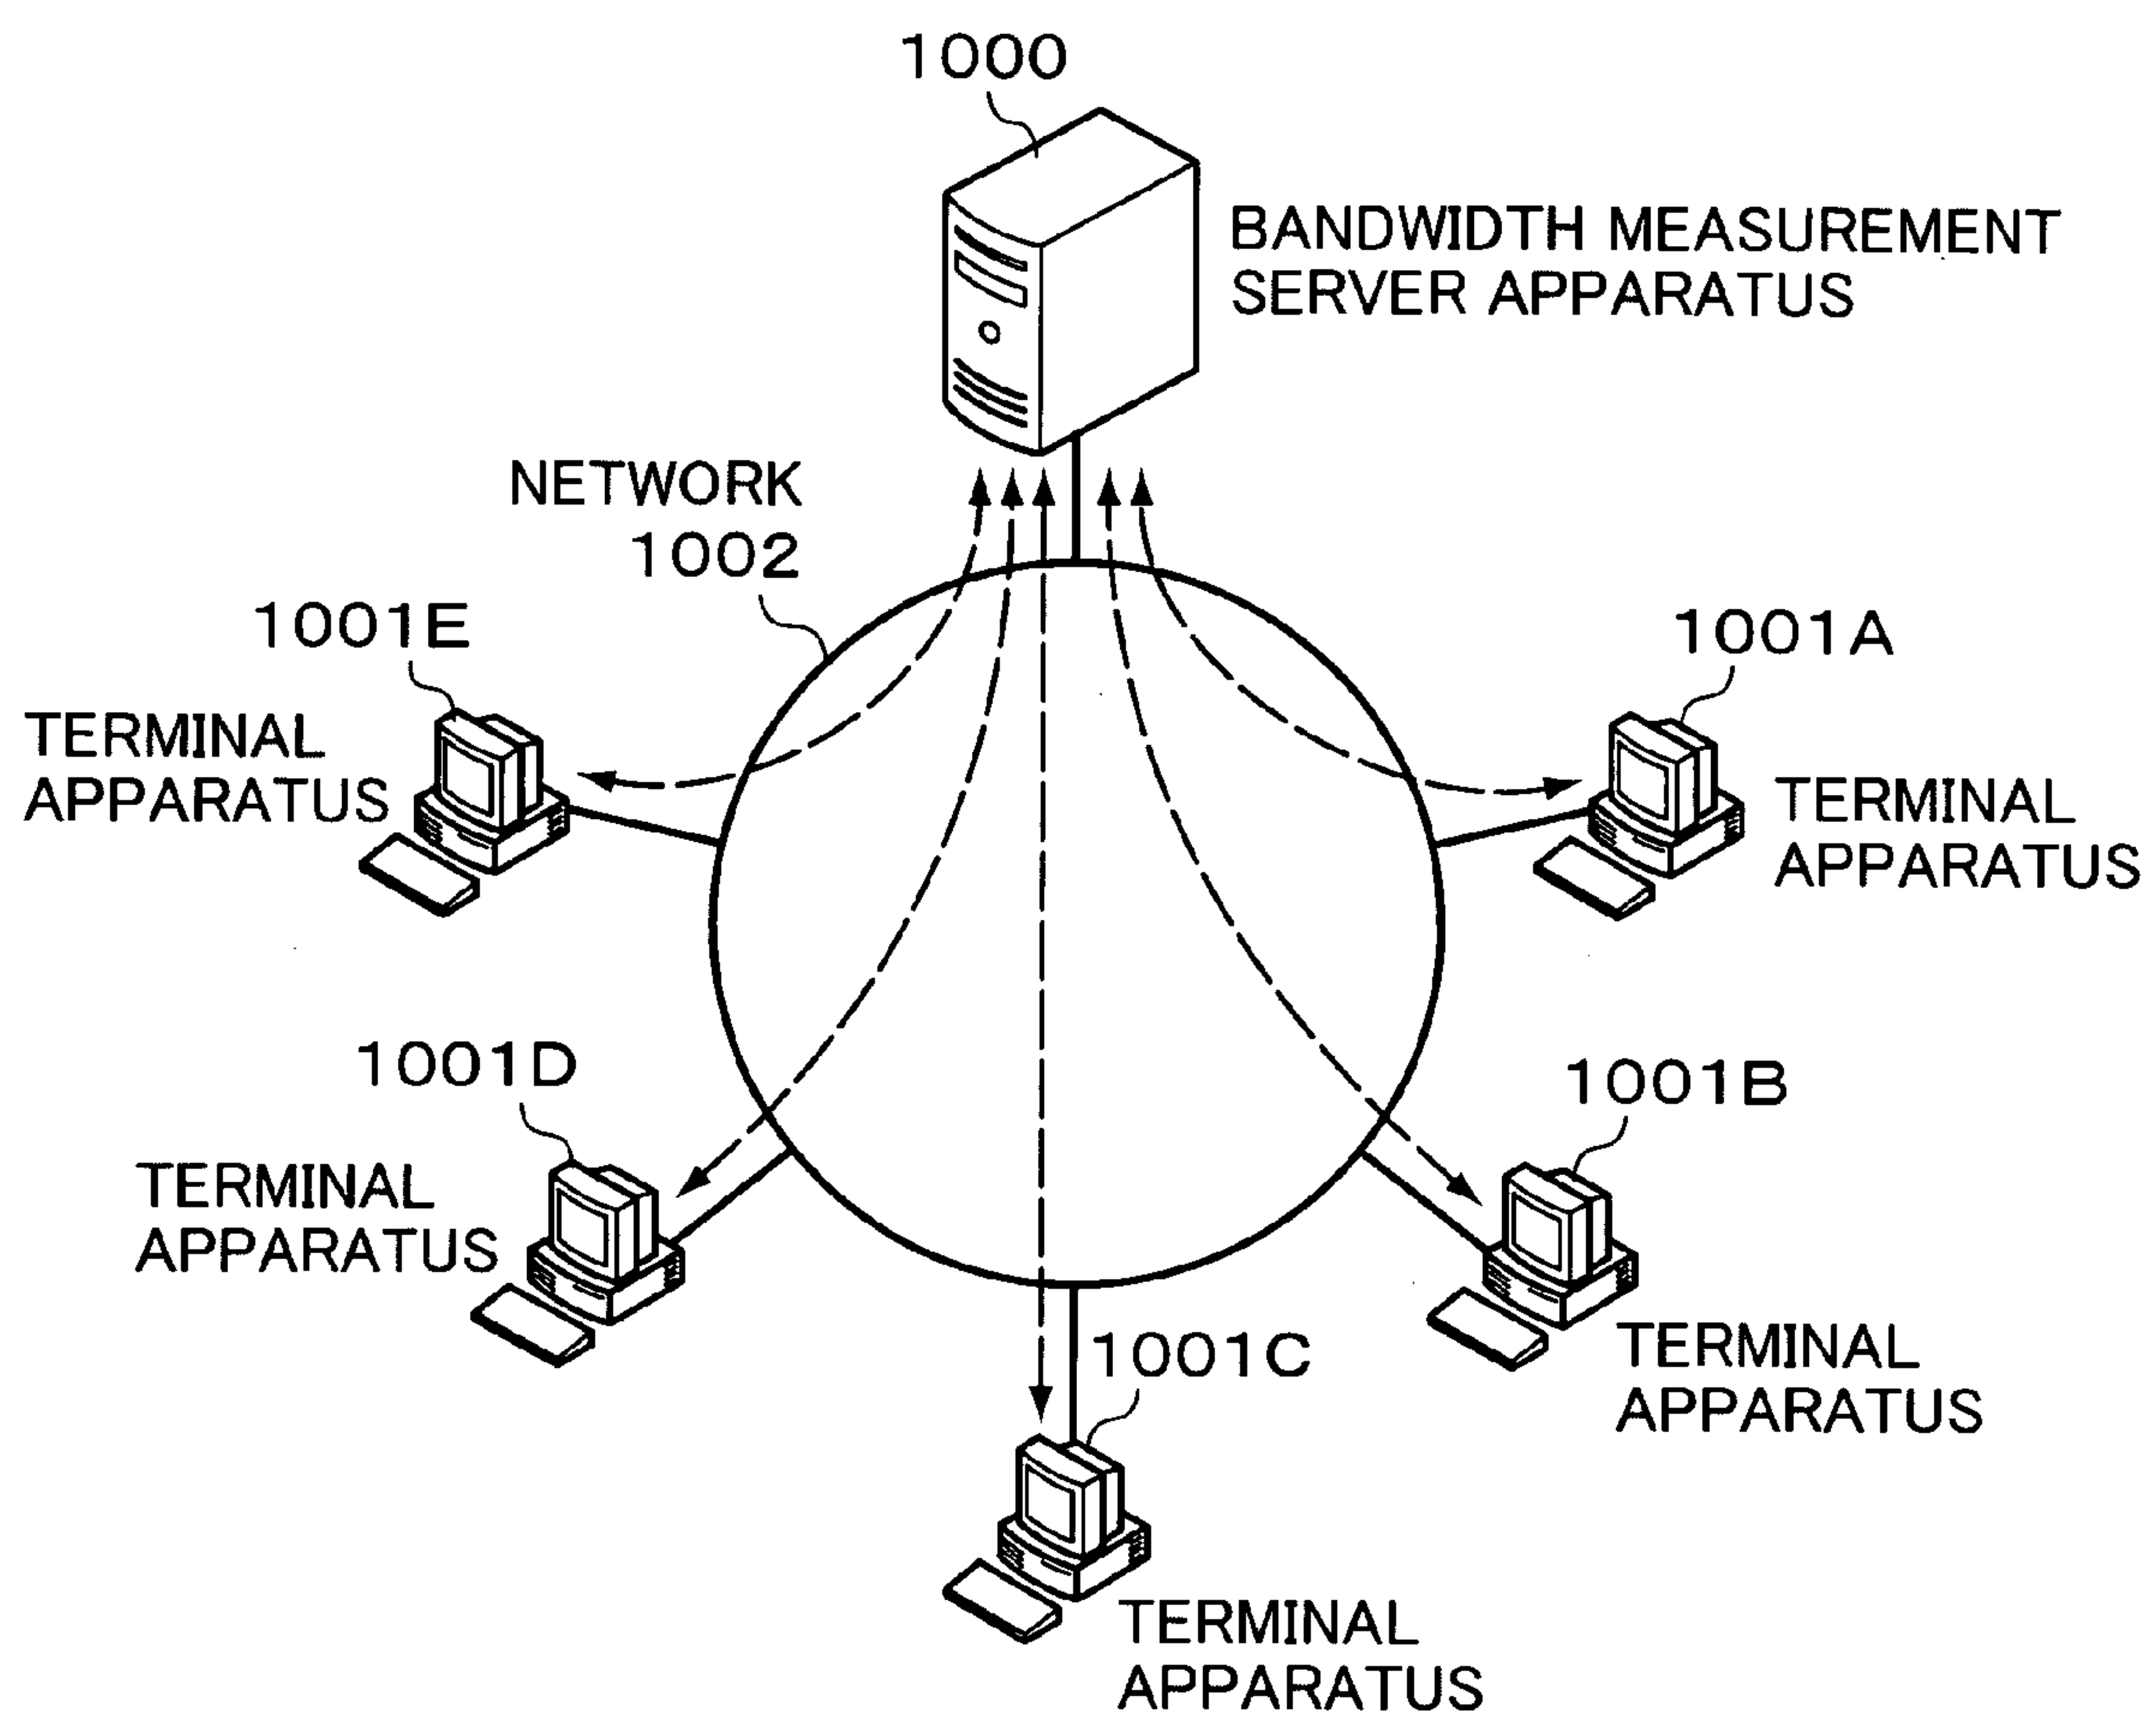 1000
BANDWIDTH MEASUREMENT
SERVER APPARATUS
NETWORK
1002
1001E
TERMINAL
APPARATUS
1001A
TERMINAL
APPARATUS
1001D
TERMINAL
APPARATUS
1001B
TERMINAL
APPARATUS
1001C
TERMINAL
APPARATUS